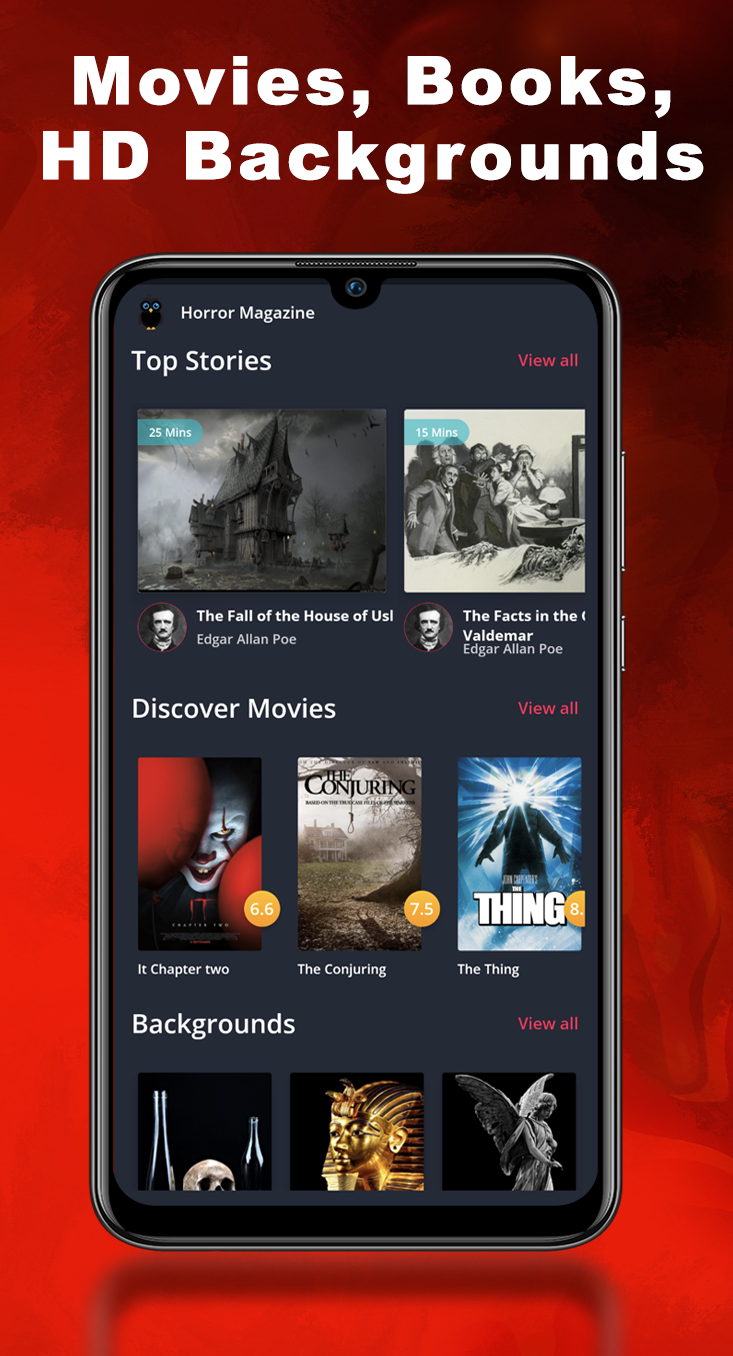 Movies, Books,
HD Backgrounds
Horror Magazine
Top Stories
View all
25 Mins
15 Mins
The Fall of the House of Usl
Edgar Allan Poe
The Facts in the
Valdemar
Edgar Allan Poe
Discover Movies
View all
THE
CONJURING
BASED ON THE TRUE CASE FILES OF THE WARRENS
IT
CHAPTER TWO
JOHN CARPENTER'S
THE
THING
6.6
7.5
8.
It Chapter two
The Conjuring
The Thing
Backgrounds
View all